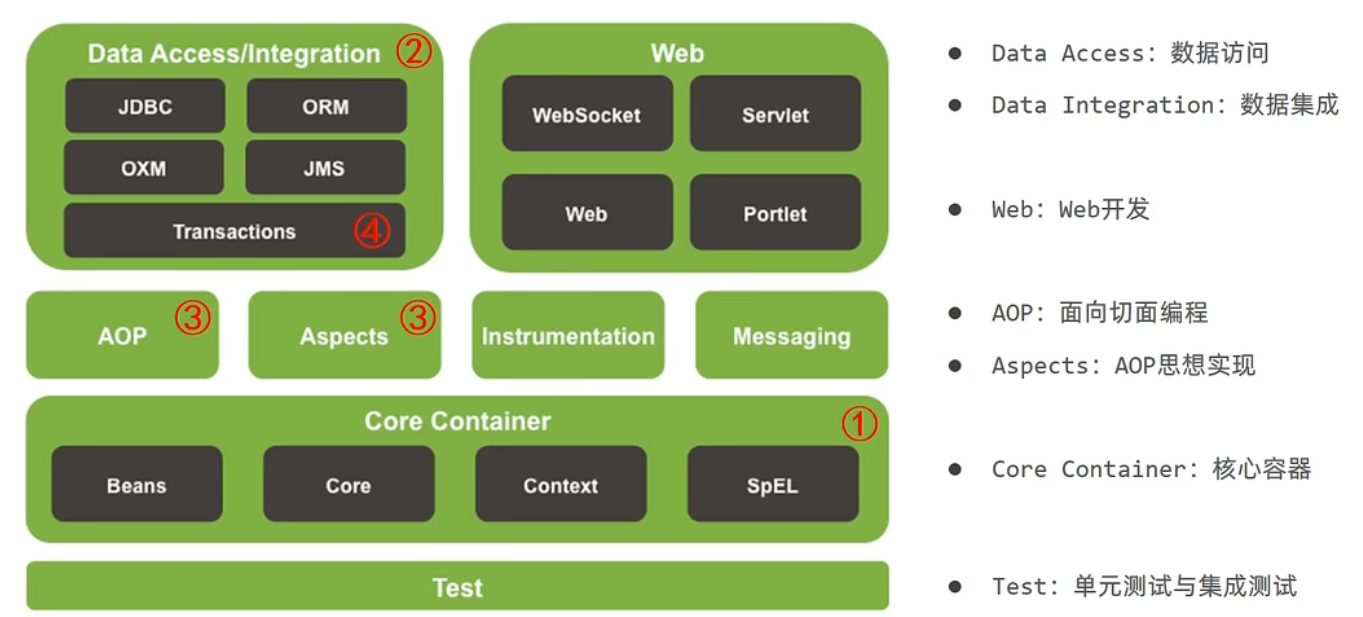 Data Access/Integration ②
JDBC ORM
OXM JMS
Transactions ④
Web
WebSocket Servlet
Web Portlet
AOP ③
Aspects ③
Instrumentation
Messaging
Core Container ①
Beans Core Context SpEL
Test
● Data Access: 数据访问
● Data Integration: 数据集成
● Web: Web开发
● AOP: 面向切面编程
● Aspects: AOP思想实现
● Core Container: 核心容器
● Test: 单元测试与集成测试